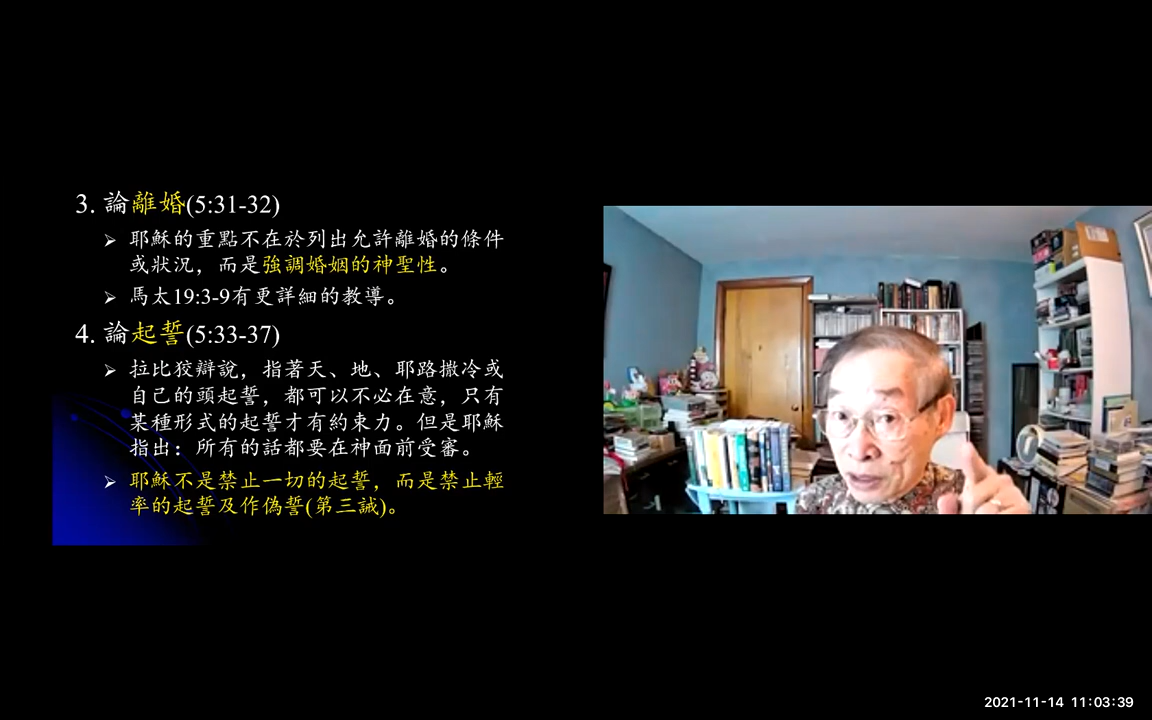 3. 論離婚(5:31-32)
➢ 耶穌的重點不在於列出允許離婚的條件
或狀況，而是強調婚姻的神聖性。
➢ 馬太19:3-9有更詳細的教導。
4. 論起誓(5:33-37)
➢ 拉比狡辯說，指著天、地、耶路撒冷或
自己的頭起誓，都可以不必在意，只有
某種形式的起誓才有約束力。但是耶穌
指出：所有的話都要在神面前受審。
➢ 耶穌不是禁止一切的起誓，而是禁止輕
率的起誓及作偽誓(第三誡)。
2021-11-14 11:03:39